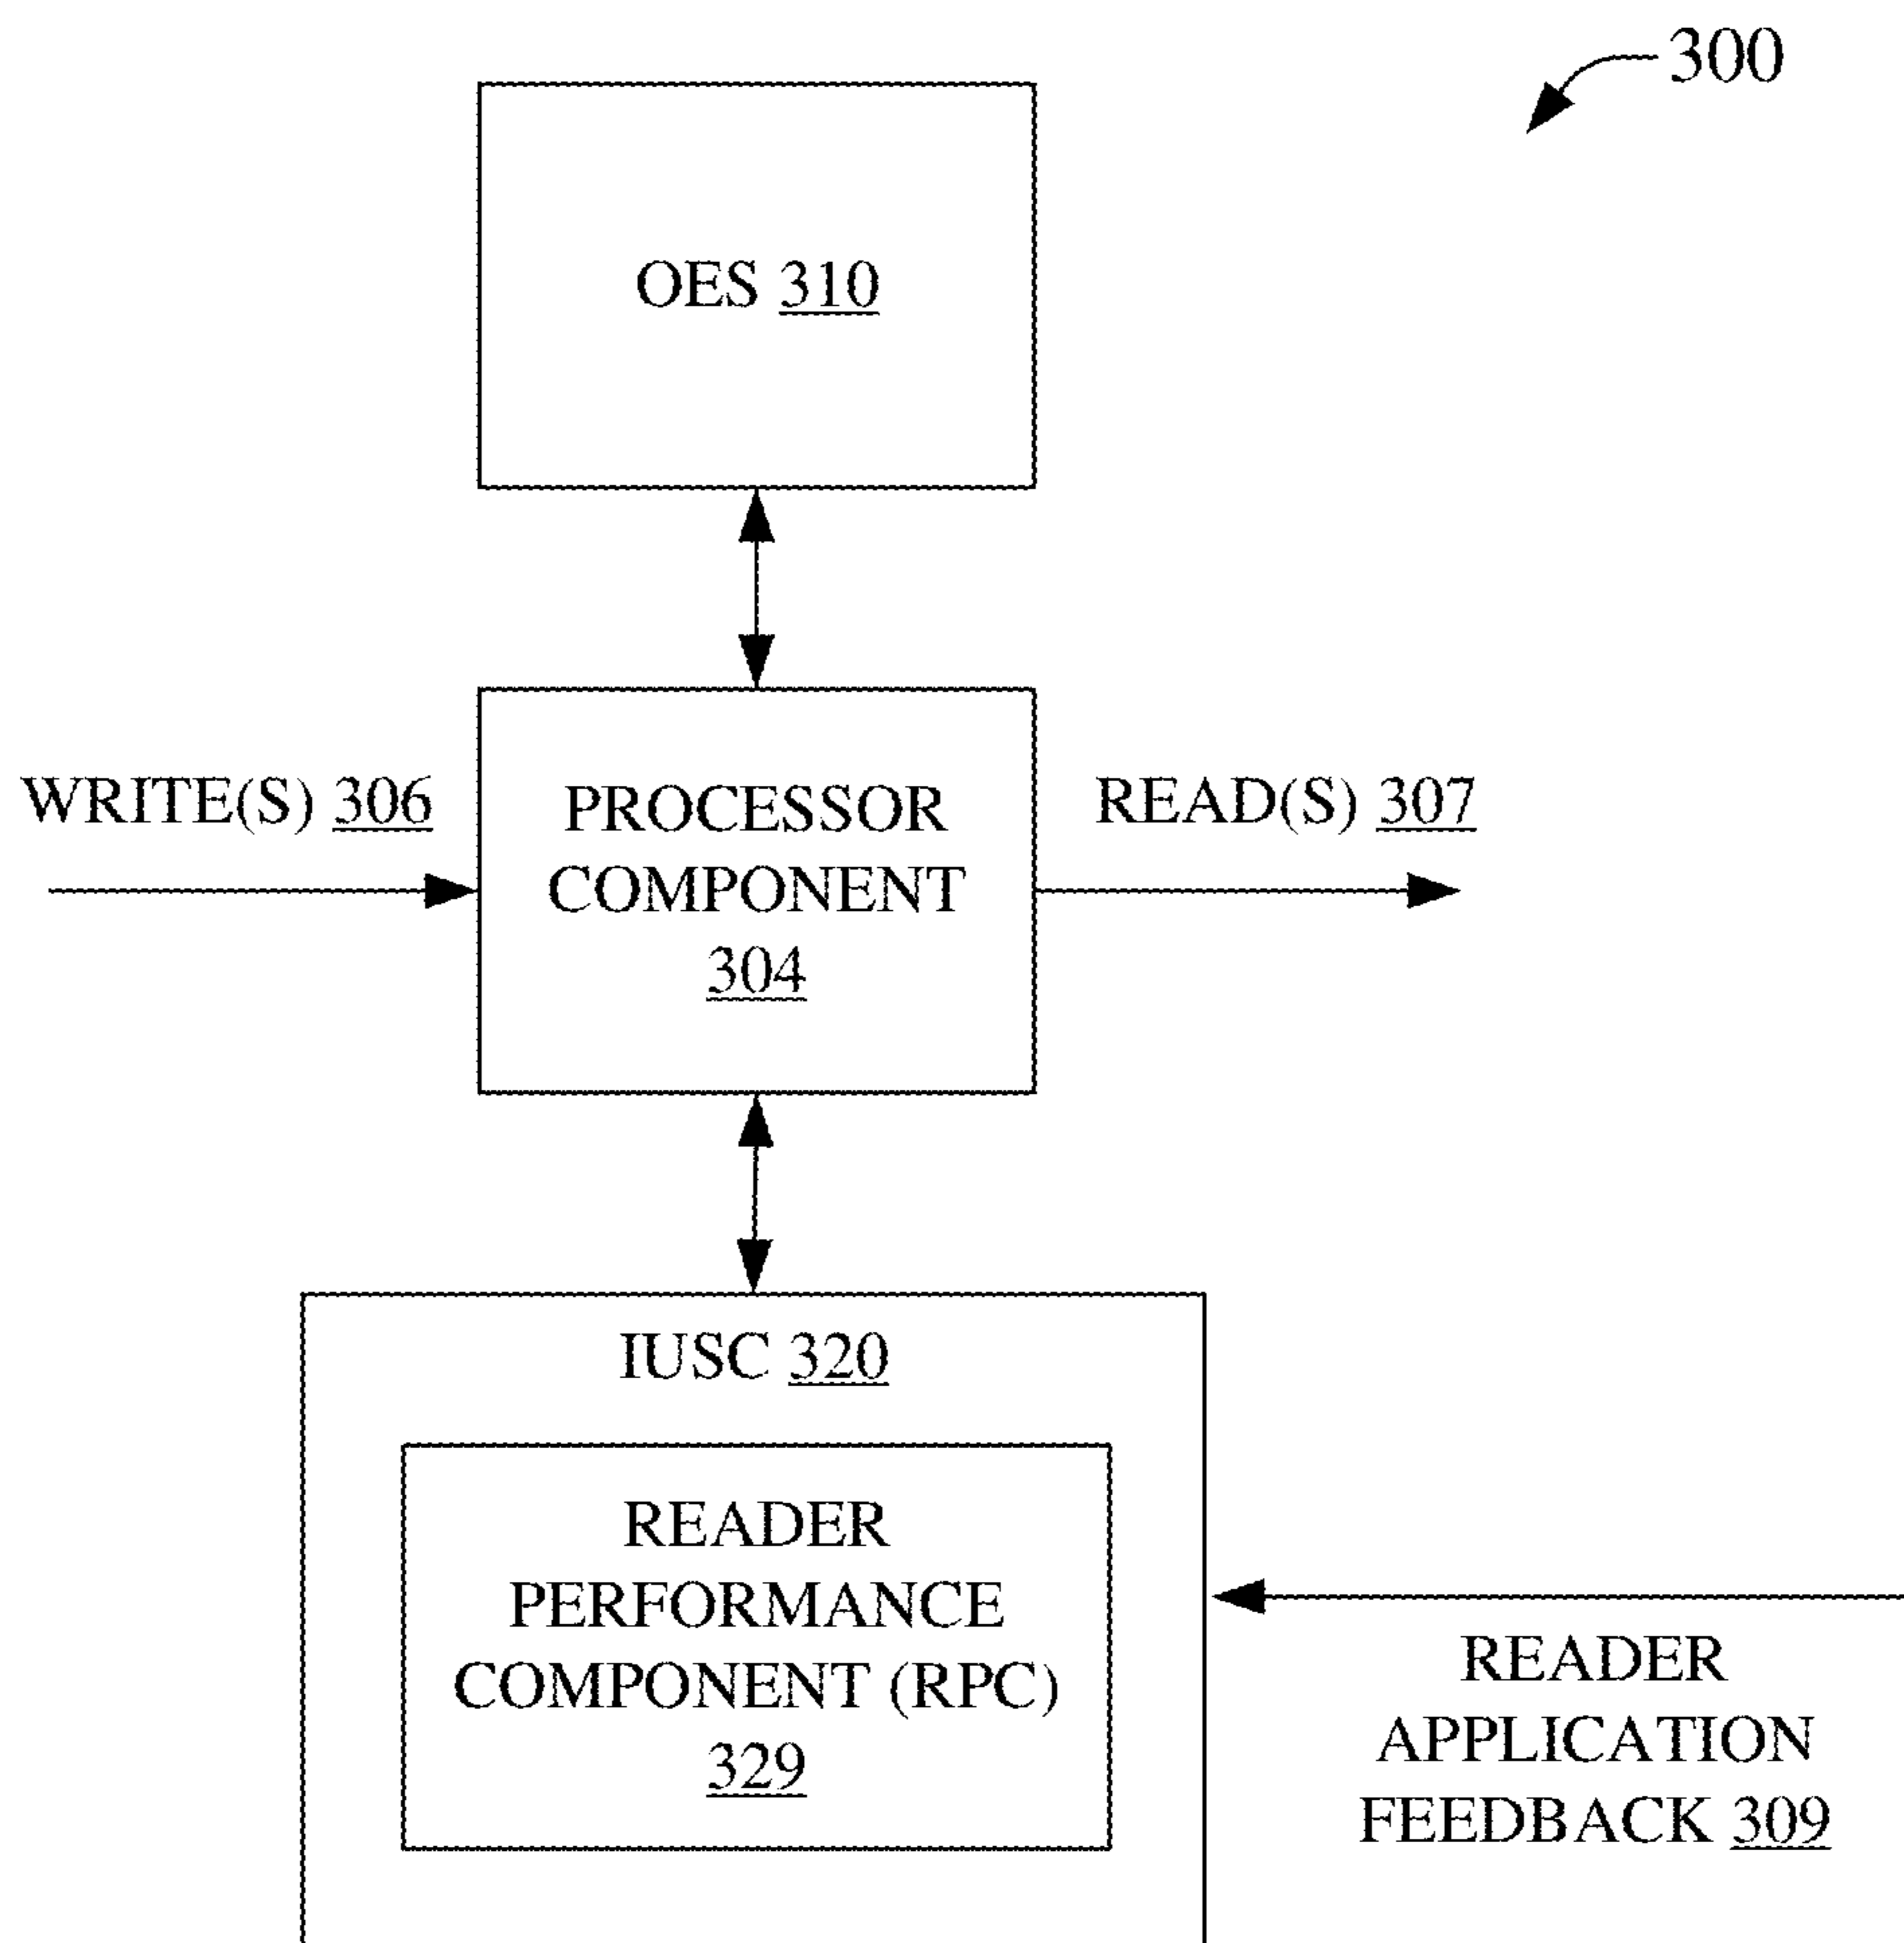 300
OES 310
WRITE(S) 306
PROCESSOR
COMPONENT
304
READ(S) 307
IUSC 320
READER
PERFORMANCE
COMPONENT (RPC)
329
READER
APPLICATION
FEEDBACK 309